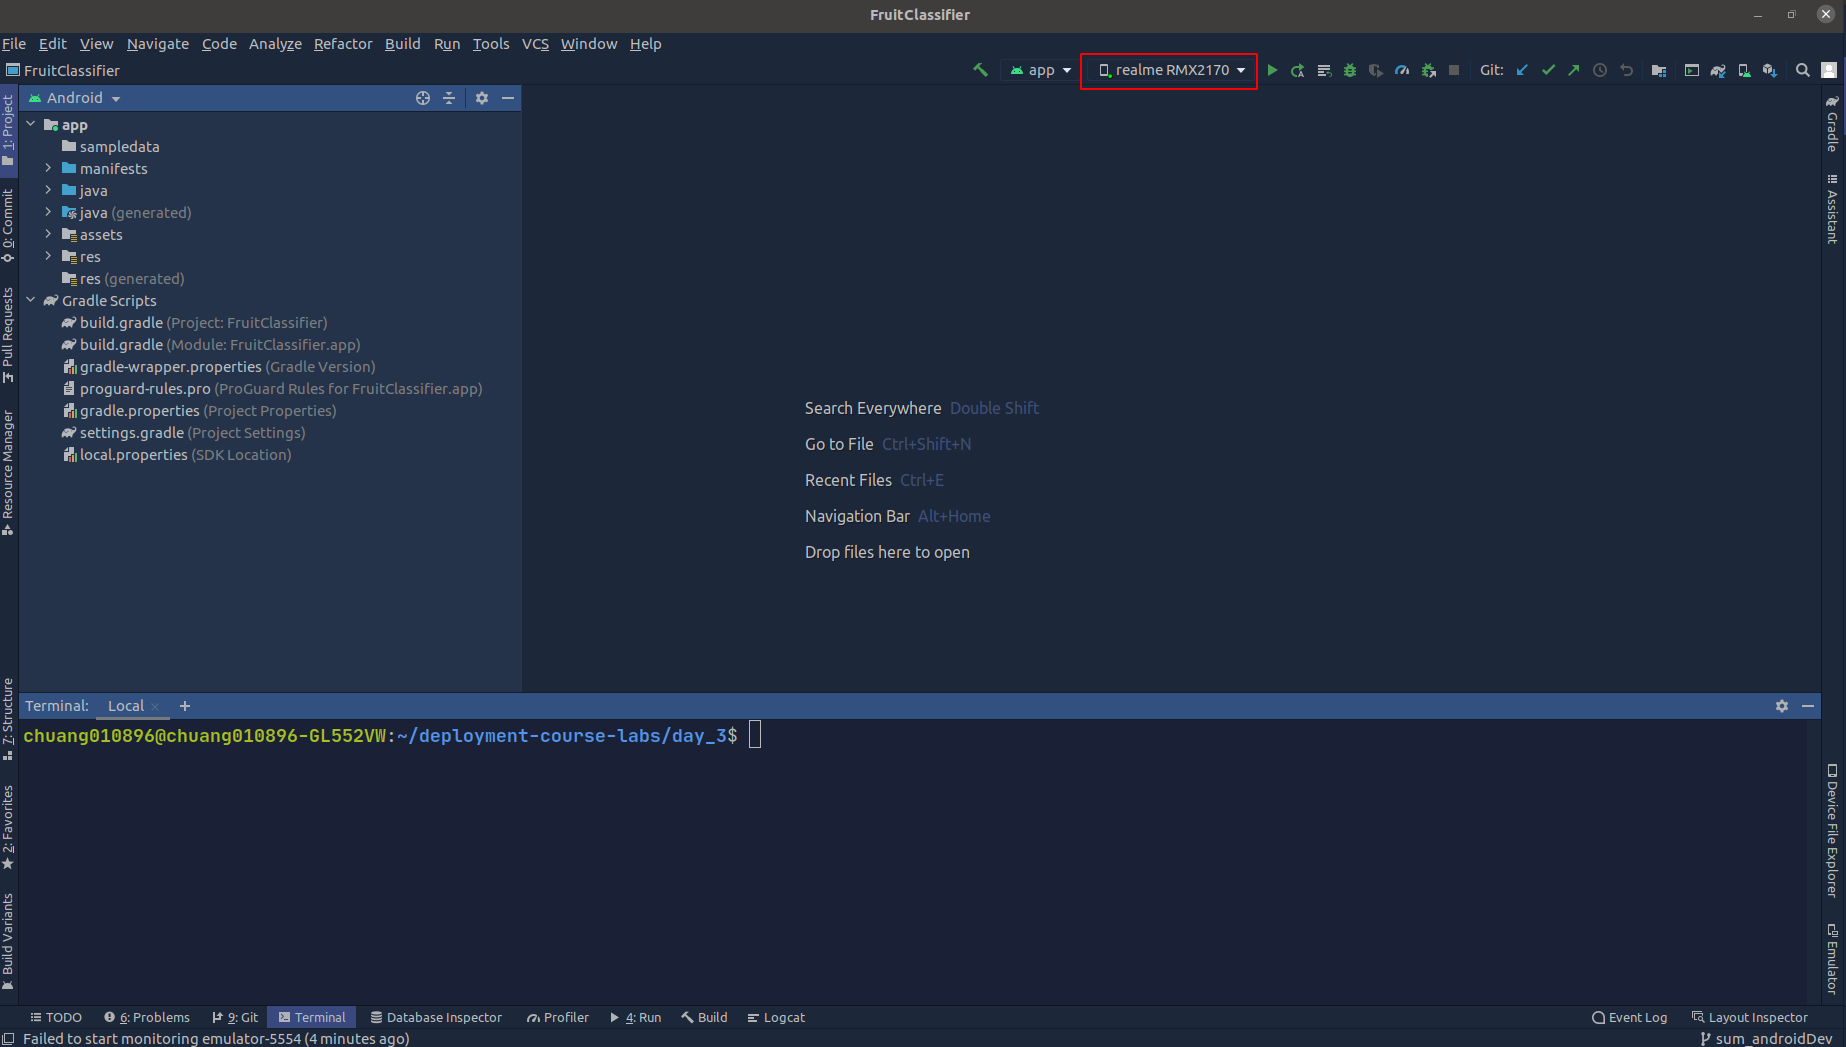 FruitClassifier
File Edit View Navigate Code Analyze Refactor Build Run Tools VCS Window Help
FruitClassifier
app
realme RMX2170
Git:
1: Project
0: Commit
Pull Requests
Resource Manager
7: Structure
2: Favorites
Build Variants
Android
app
sampledata
manifests
java
java (generated)
assets
res
res (generated)
Gradle Scripts
build.gradle (Project: FruitClassifier)
build.gradle (Module: FruitClassifier.app)
gradle-wrapper.properties (Gradle Version)
proguard-rules.pro (ProGuard Rules for FruitClassifier.app)
gradle.properties (Project Properties)
settings.gradle (Project Settings)
local.properties (SDK Location)
Search Everywhere Double Shift
Go to File Ctrl+Shift+N
Recent Files Ctrl+E
Navigation Bar Alt+Home
Drop files here to open
Gradle
Assistant
Device File Explorer
Emulator
Terminal: Local × +
chuang010896@chuang010896-GL552VW:~/deployment-course-labs/day_3$
TODO 6: Problems 9: Git Terminal Database Inspector Profiler 4: Run Build Logcat Event Log Layout Inspector
Failed to start monitoring emulator-5554 (4 minutes ago) sum_androidDev